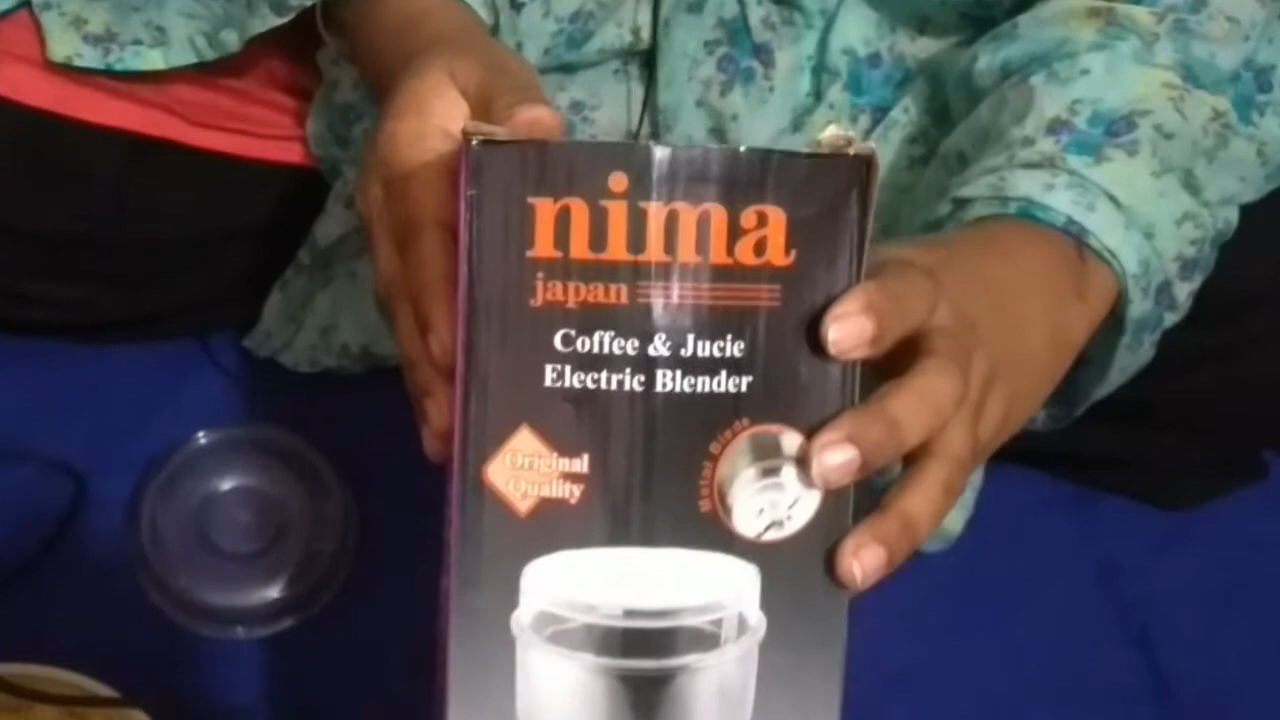 nima
japan
Coffee & Jucie
Electric Blender
Original
Quality
Metal Blade